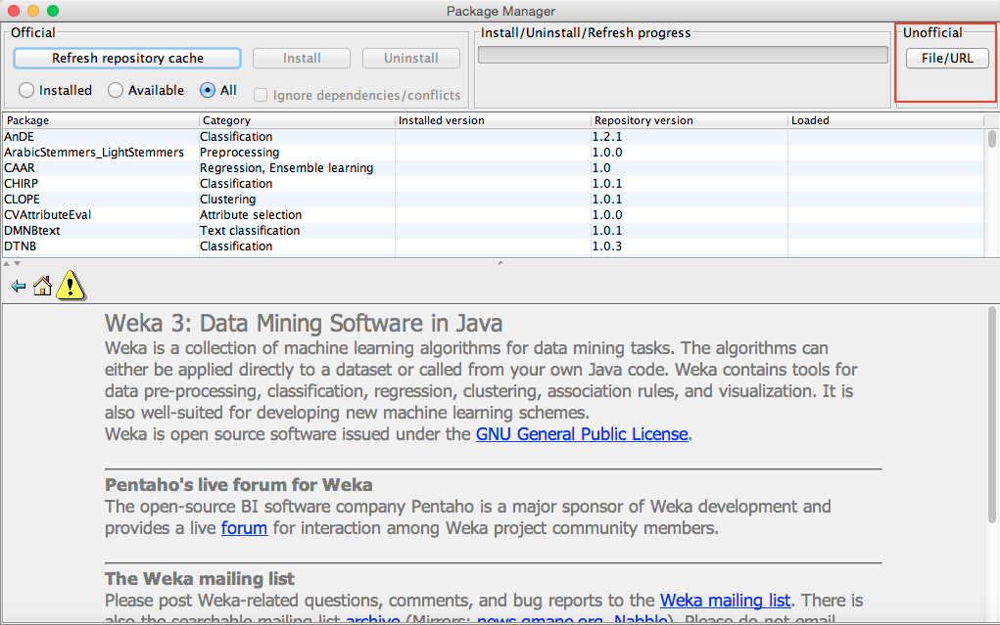 Package Manager
Official
Refresh repository cache Install Uninstall
Installed Available All Ignore dependencies/conflicts
Install/Uninstall/Refresh progress
Unofficial
File/URL
Package Category Installed version Repository version Loaded
AnDE Classification 1.2.1
ArabicStemmers_LightStemmers Preprocessing 1.0.0
CAAR Regression, Ensemble learning 1.0
CHIRP Classification 1.0.1
CLOPE Clustering 1.0.1
CVAttributeEval Attribute selection 1.0.0
DMNBtext Text classification 1.0.1
DTNB Classification 1.0.3
Weka 3: Data Mining Software in Java
Weka is a collection of machine learning algorithms for data mining tasks. The algorithms can
either be applied directly to a dataset or called from your own Java code. Weka contains tools for
data pre-processing, classification, regression, clustering, association rules, and visualization. It is
also well-suited for developing new machine learning schemes.
Weka is open source software issued under the GNU General Public License.
Pentaho's live forum for Weka
The open-source BI software company Pentaho is a major sponsor of Weka development and
provides a live forum for interaction among Weka project community members.
The Weka mailing list
Please post Weka-related questions, comments, and bug reports to the Weka mailing list. There is
also the searchable mailing list archive (Mirrors: news.gmane.org, Nabble). Please do not email